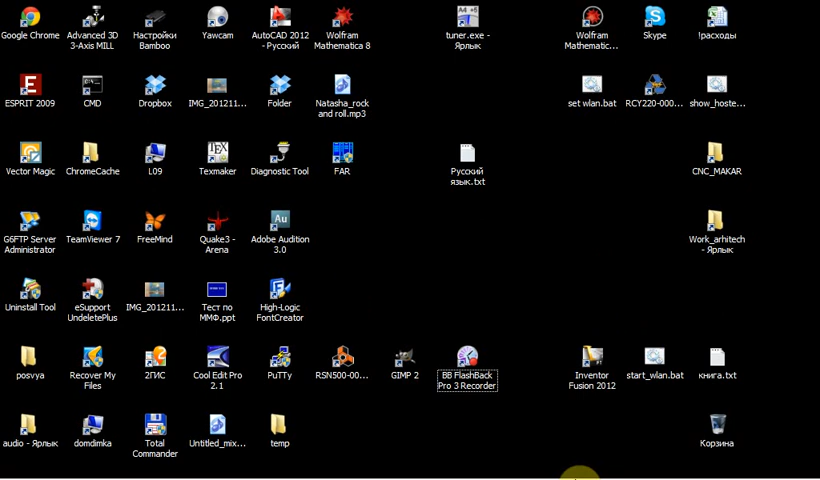 Google Chrome
Advanced 3D
3-Axis MILL
Настройки
Bamboo
Yawcam
AutoCAD 2012
- Русский
Wolfram
Mathematica 8
tuner.exe -
Ярлык
Wolfram
Mathematic...
Skype
!расходы
ESPRIT 2009
CMD
Dropbox
IMG_201211...
Folder
Natasha_rock
and roll.mp3
set wlan.bat
RCY220-000...
show_hoste...
Vector Magic
ChromeCache
L09
Texmaker
Diagnostic Tool
FAR
Русский
язык.txt
CNC_MAKAR
G6FTP Server
Administrator
TeamViewer 7
FreeMind
Quake3 -
Arena
Adobe Audition
3.0
Work_arhitech
- Ярлык
Uninstall Tool
eSupport
UndeletePlus
IMG_201211...
Тест по
ММФ.ppt
High-Logic
FontCreator
posvya
Recover My
Files
2ГИС
Cool Edit Pro
2.1
PuTTy
RSN500-00...
GIMP 2
BB FlashBack
Pro 3 Recorder
Inventor
Fusion 2012
start_wlan.bat
книга.txt
audio - Ярлык
domdimka
Total
Commander
Untitled_mix...
temp
Корзина